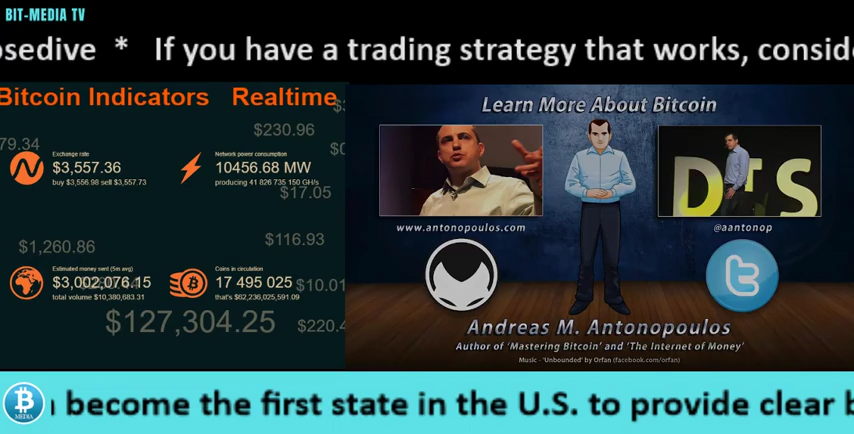 BIT-MEDIA TV
osedive * If you have a trading strategy that works, conside
Bitcoin Indicators Realtime
79.34
$230.96
Exchange rate
$3,557.36
buy $3,556.98 sell $3,557.73
Network power consumption
10456.68 MW
producing 41 826 735 150 GH/s
$17.05
$1,260.86
$116.93
Estimated money sent (5m avg)
$3,002,076.15
total volume $10,380,683.31
Coins in circulation
17 495 025
that's $62,236,025,591.09
$10.01
$127,304.25
$220.4
Learn More About Bitcoin
DTS
www.antonopoulos.com
@aantonop
Andreas M. Antonopoulos
Author of 'Mastering Bitcoin' and 'The Internet of Money'
Music - 'Unbounded' by Orfan (facebook.com/orfan)
MEDIA
become the first state in the U.S. to provide clear b